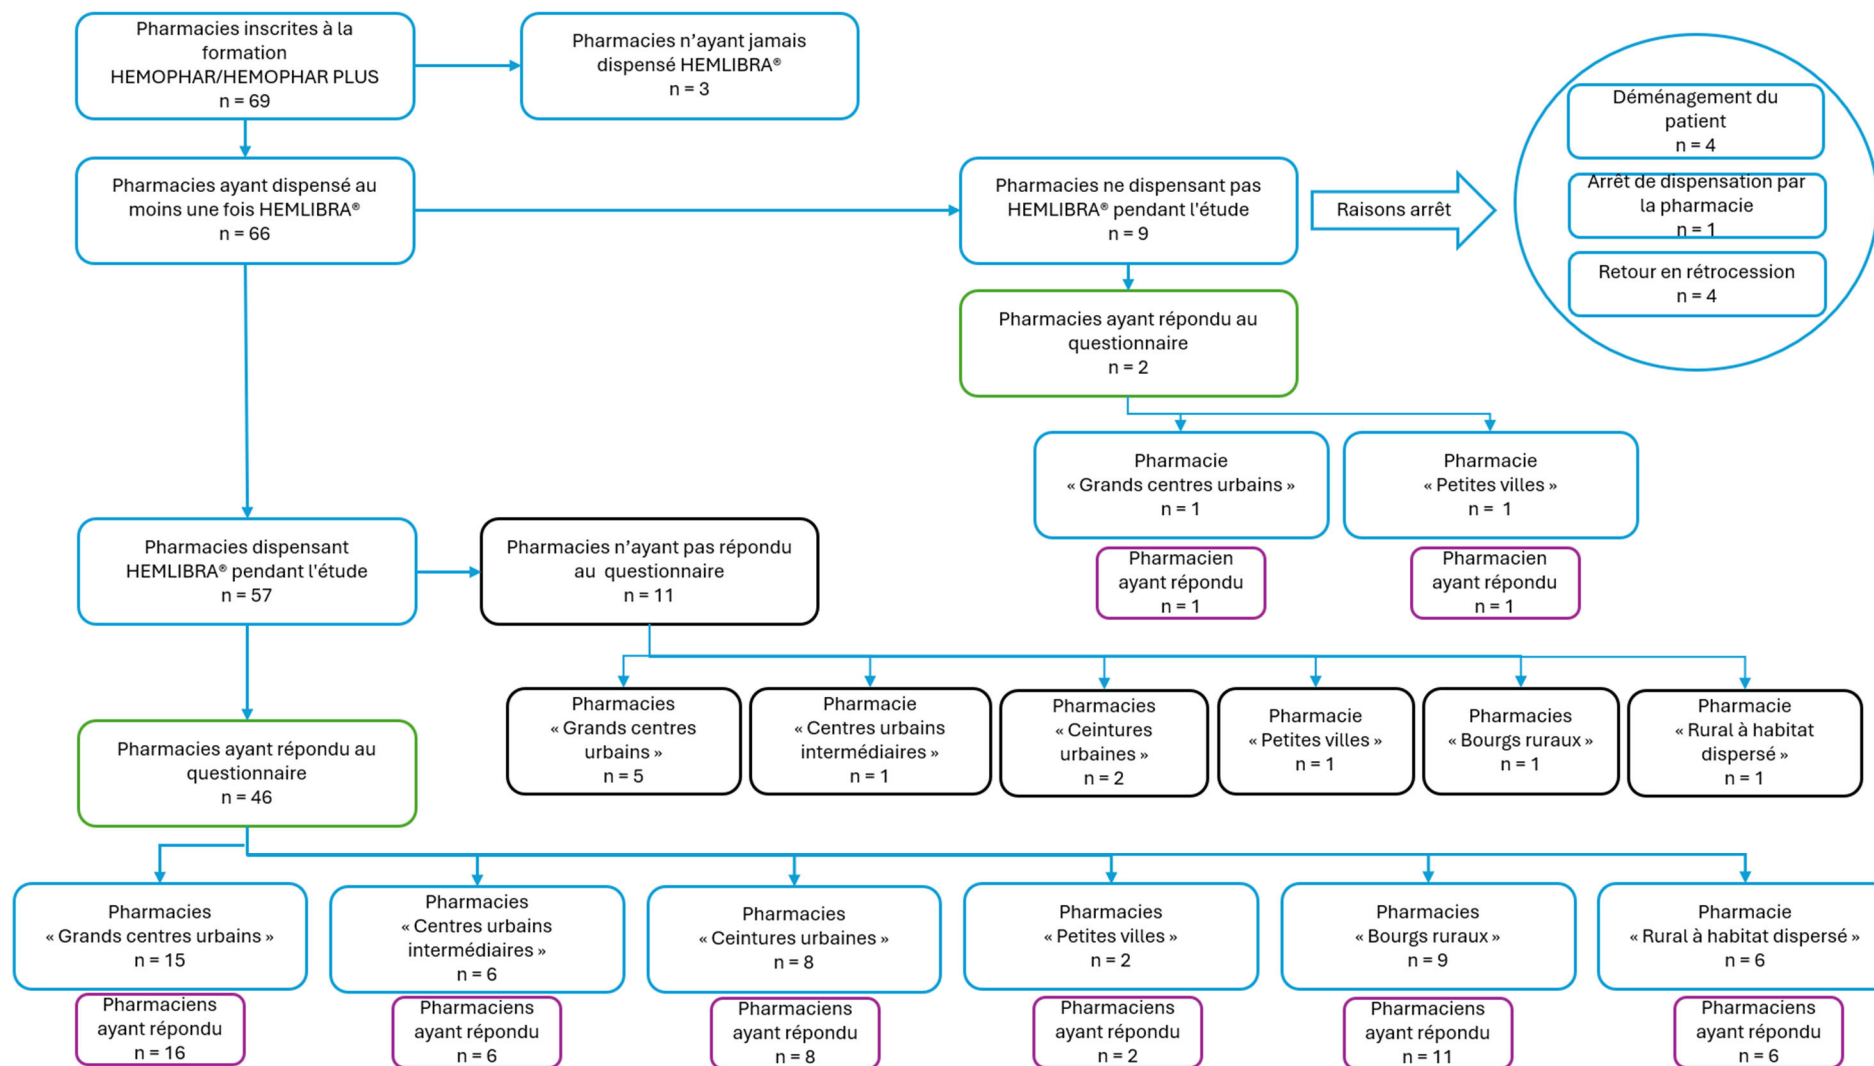 Pharmacies inscrites à la
formation
HEMOPHAR/HEMOPHAR PLUS
n = 69
Pharmacies n’ayant jamais
dispensé HEMLIBRA®
n = 3
Pharmacies ayant dispensé au
moins une fois HEMLIBRA®
n = 66
Pharmacies ne dispensant pas
HEMLIBRA® pendant l'étude
n = 9
Raisons arrêt
Déménagement du
patient
n = 4
Arrêt de dispensation par
la pharmacie
n = 1
Retour en rétrocession
n = 4
Pharmacies ayant répondu au
questionnaire
n = 2
Pharmacie
« Grands centres urbains »
n = 1
Pharmacie
« Petites villes »
n = 1
Pharmacien
ayant répondu
n = 1
Pharmacien
ayant répondu
n = 1
Pharmacies dispensant
HEMLIBRA® pendant l'étude
n = 57
Pharmacies n’ayant pas répondu
au questionnaire
n = 11
Pharmacies
« Grands centres
urbains »
n = 5
Pharmacie
« Centres urbains
intermédiaires »
n = 1
Pharmacies
« Ceintures
urbaines »
n = 2
Pharmacie
« Petites villes »
n = 1
Pharmacies
« Bourgs ruraux »
n = 1
Pharmacie
« Rural à habitat
dispersé »
n = 1
Pharmacies ayant répondu au
questionnaire
n = 46
Pharmacies
« Grands centres urbains »
n = 15
Pharmacies
« Centres urbains
intermédiaires »
n = 6
Pharmacies
« Ceintures urbaines »
n = 8
Pharmacies
« Petites villes »
n = 2
Pharmacies
« Bourgs ruraux »
n = 9
Pharmacie
« Rural à habitat dispersé »
n = 6
Pharmaciens
ayant répondu
n = 16
Pharmaciens
ayant répondu
n = 6
Pharmaciens
ayant répondu
n = 8
Pharmaciens
ayant répondu
n = 2
Pharmaciens
ayant répondu
n = 11
Pharmaciens
ayant répondu
n = 6